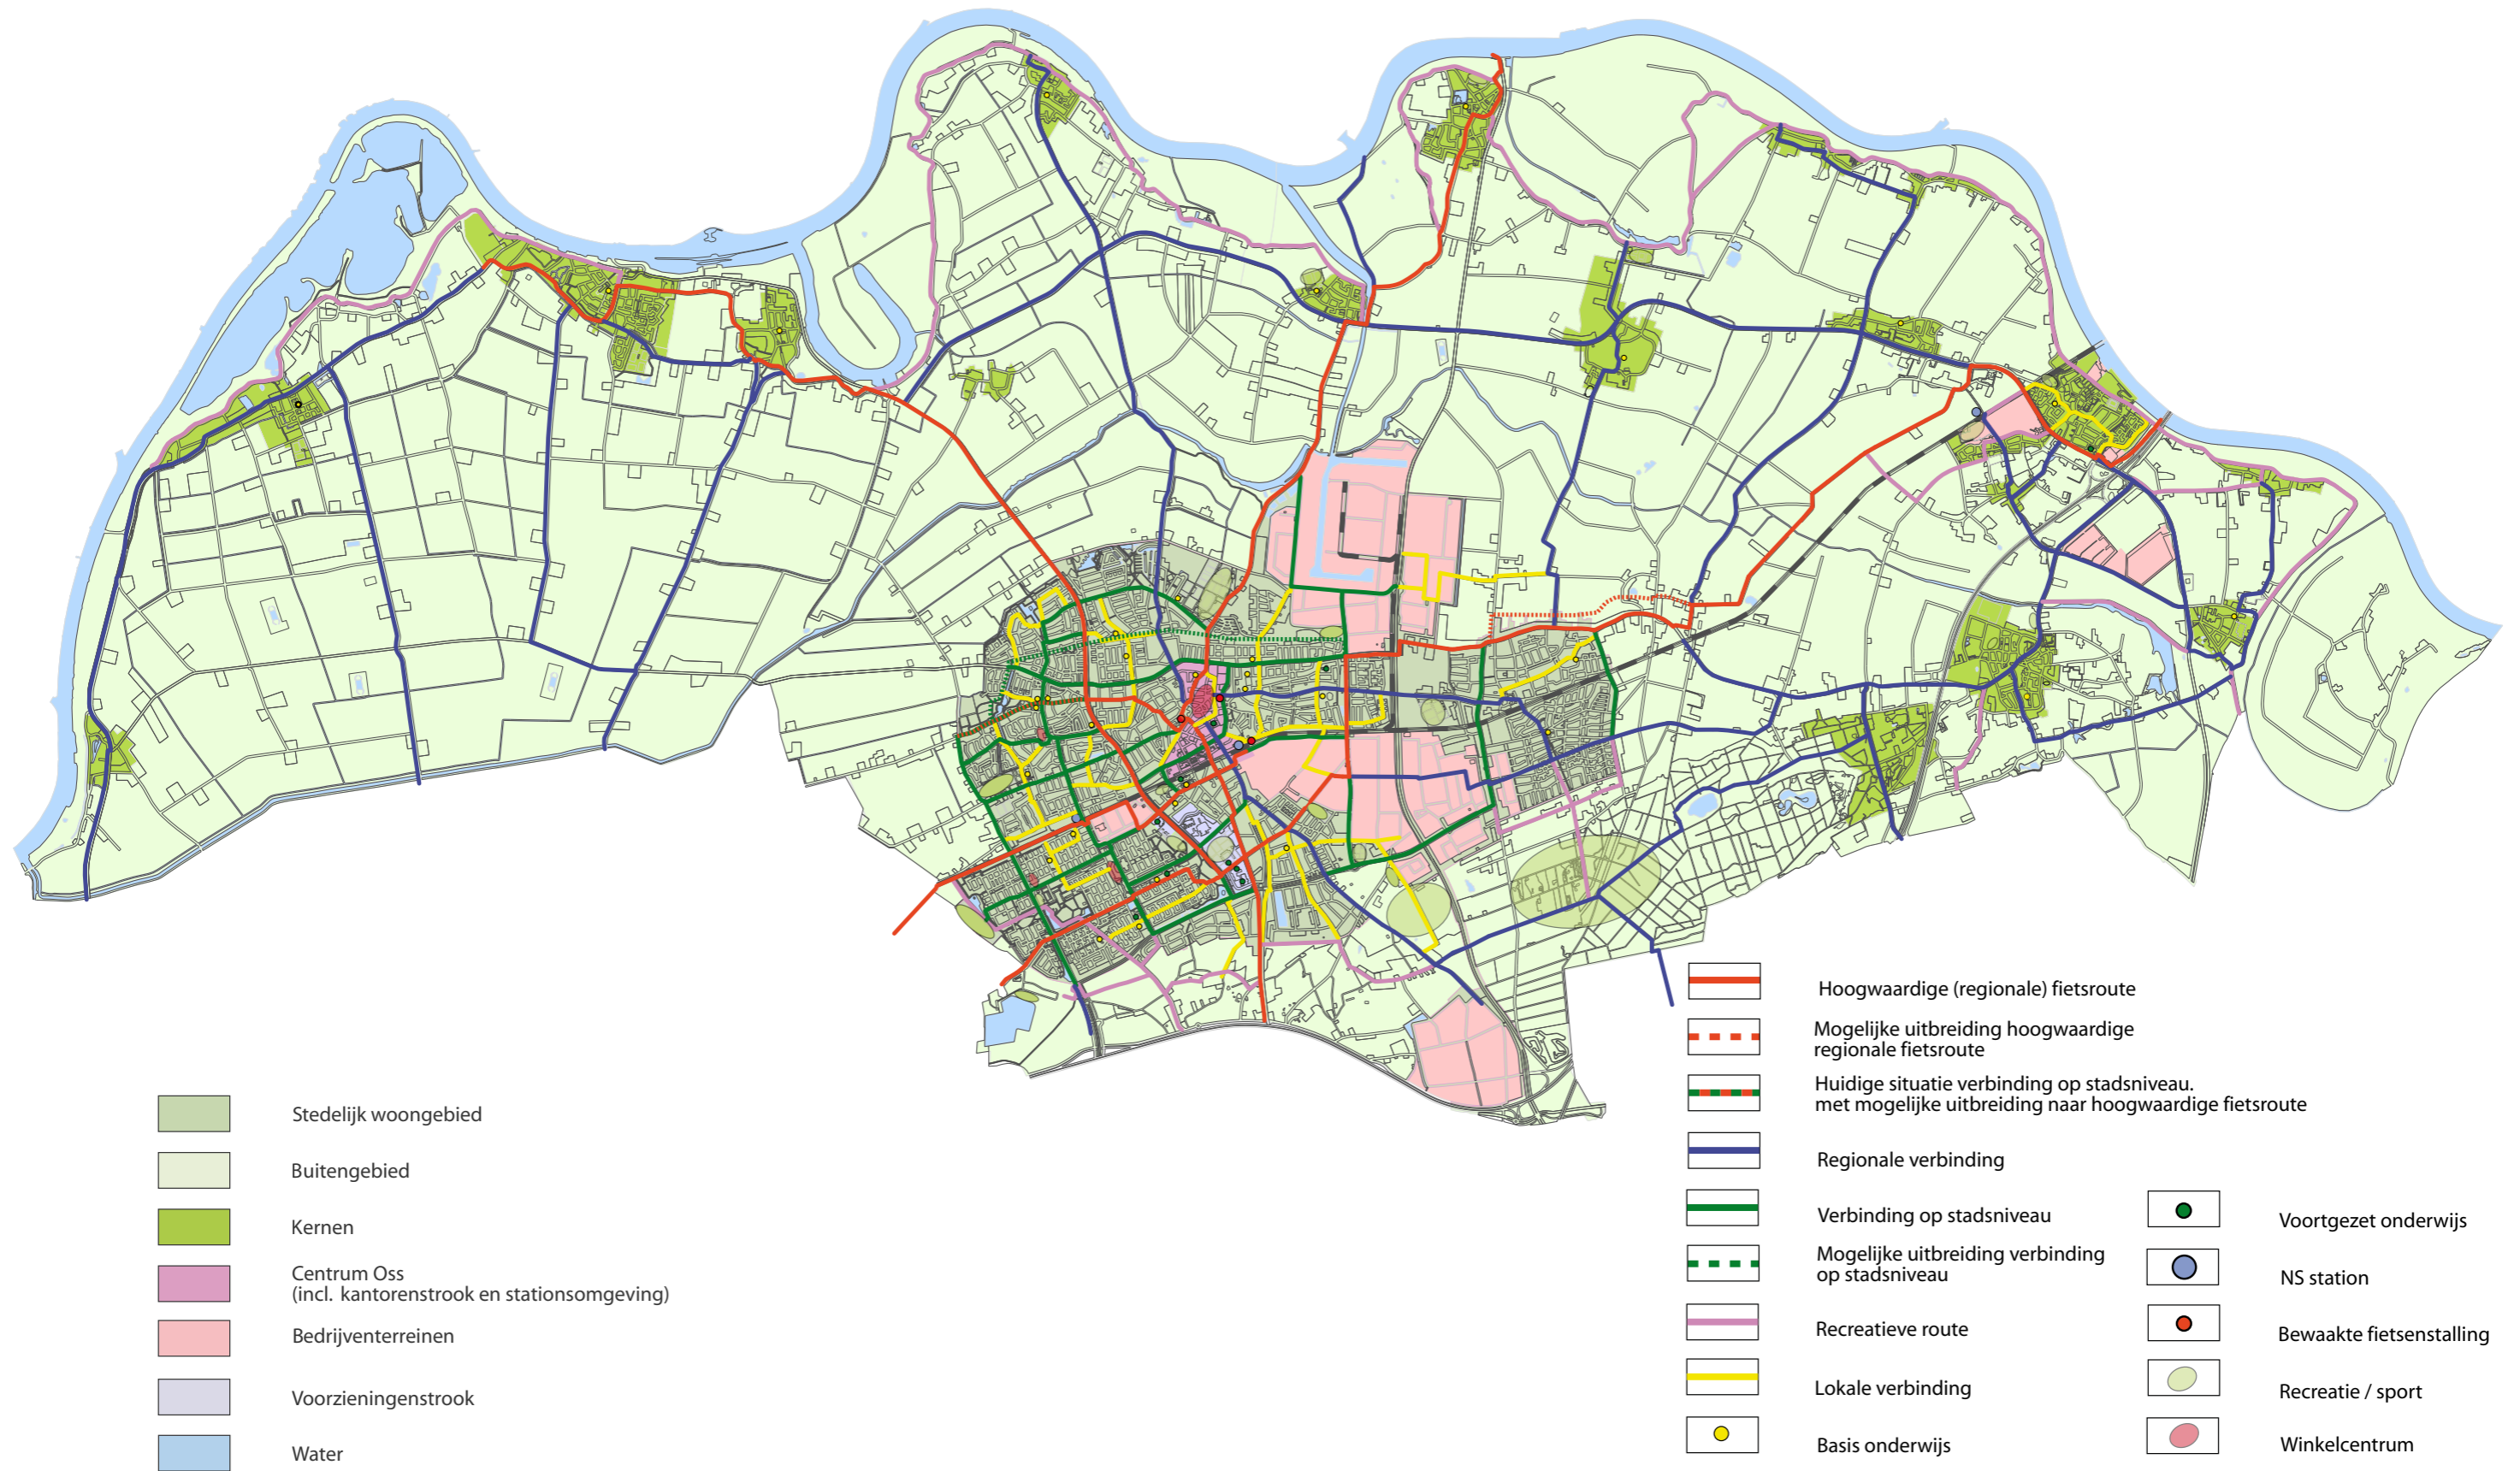 Stedelijk woongebied
Buitengebied
Kernen
Centrum Oss
(incl. kantorenstrook en stationsomgeving)
Bedrijventerreinen
Voorzieningenstrook
Water
Hoogwaardige (regionale) fietsroute
Mogelijke uitbreiding hoogwaardige
regionale fietsroute
Huidige situatie verbinding op stadsniveau.
met mogelijke uitbreiding naar hoogwaardige fietsroute
Regionale verbinding
Verbinding op stadsniveau
Mogelijke uitbreiding verbinding
op stadsniveau
Recreatieve route
Lokale verbinding
Basis onderwijs
Voortgezet onderwijs
NS station
Bewaakte fietsenstalling
Recreatie / sport
Winkelcentrum